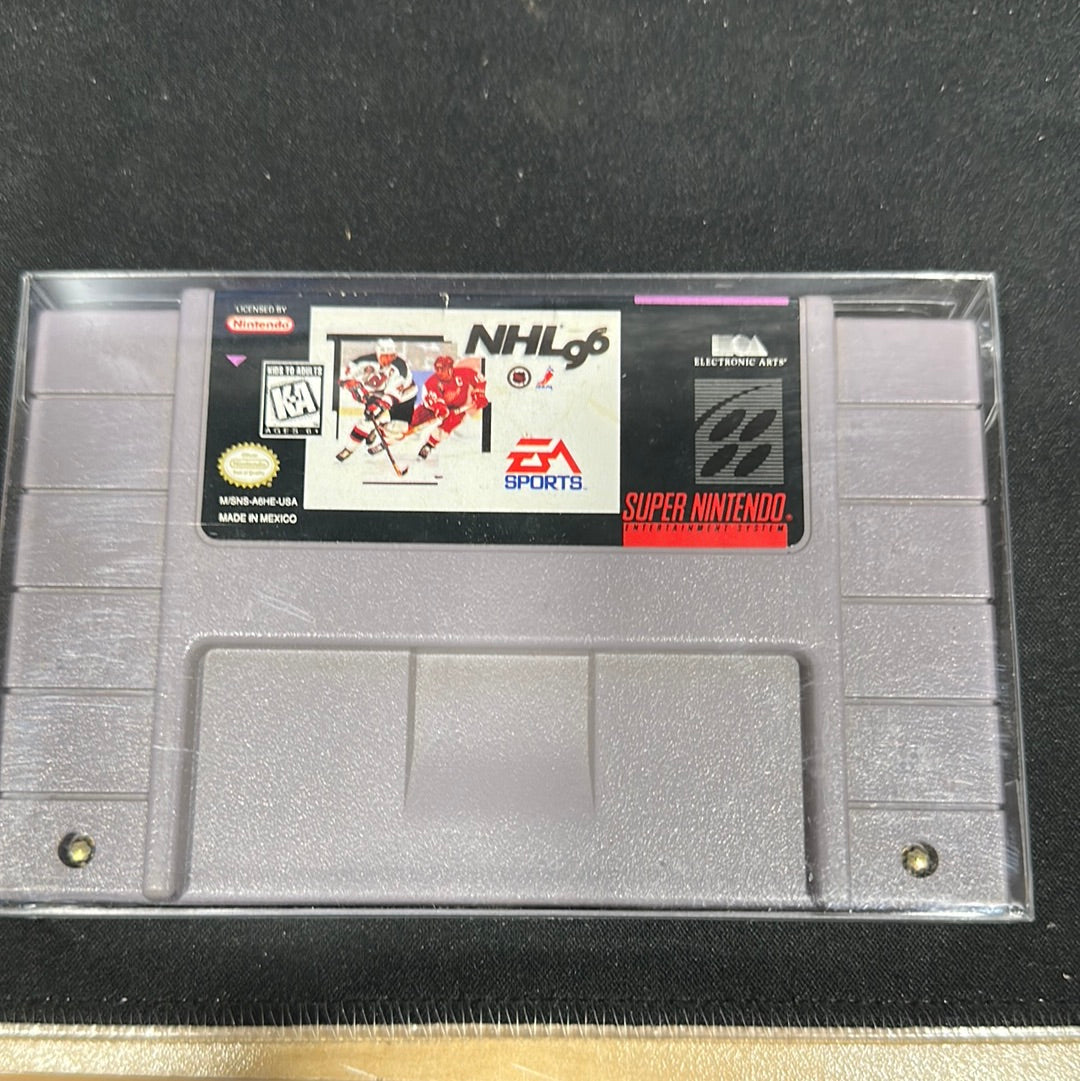 LICENSED BY
Nintendo
NHL96
ELECTRONIC ARTS
KIDS TO ADULTS
KA
AGES 6+
EA
SPORTS
M/SNS-A6HE-USA
MADE IN MEXICO
SUPER NINTENDO
ENTERTAINMENT SYSTEM